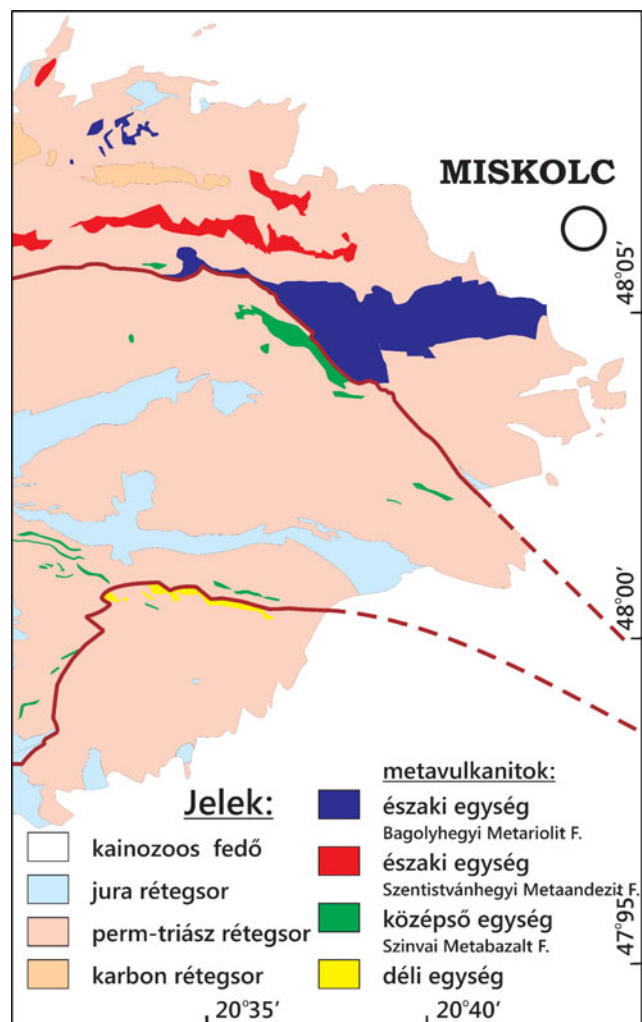 MISKOLC
48°05′
48°00′
47°95′
20°35′
20°40′
Jelek:
kainozoos fedő
jura rétegsor
perm-triász rétegsor
karbon rétegsor
metavulkanitok:
északi egység
Bagolyhegyi Metariolit F.
északi egység
Szentistvánhegyi Metaandezit F.
középső egység
Szinvai Metabazalt F.
déli egység